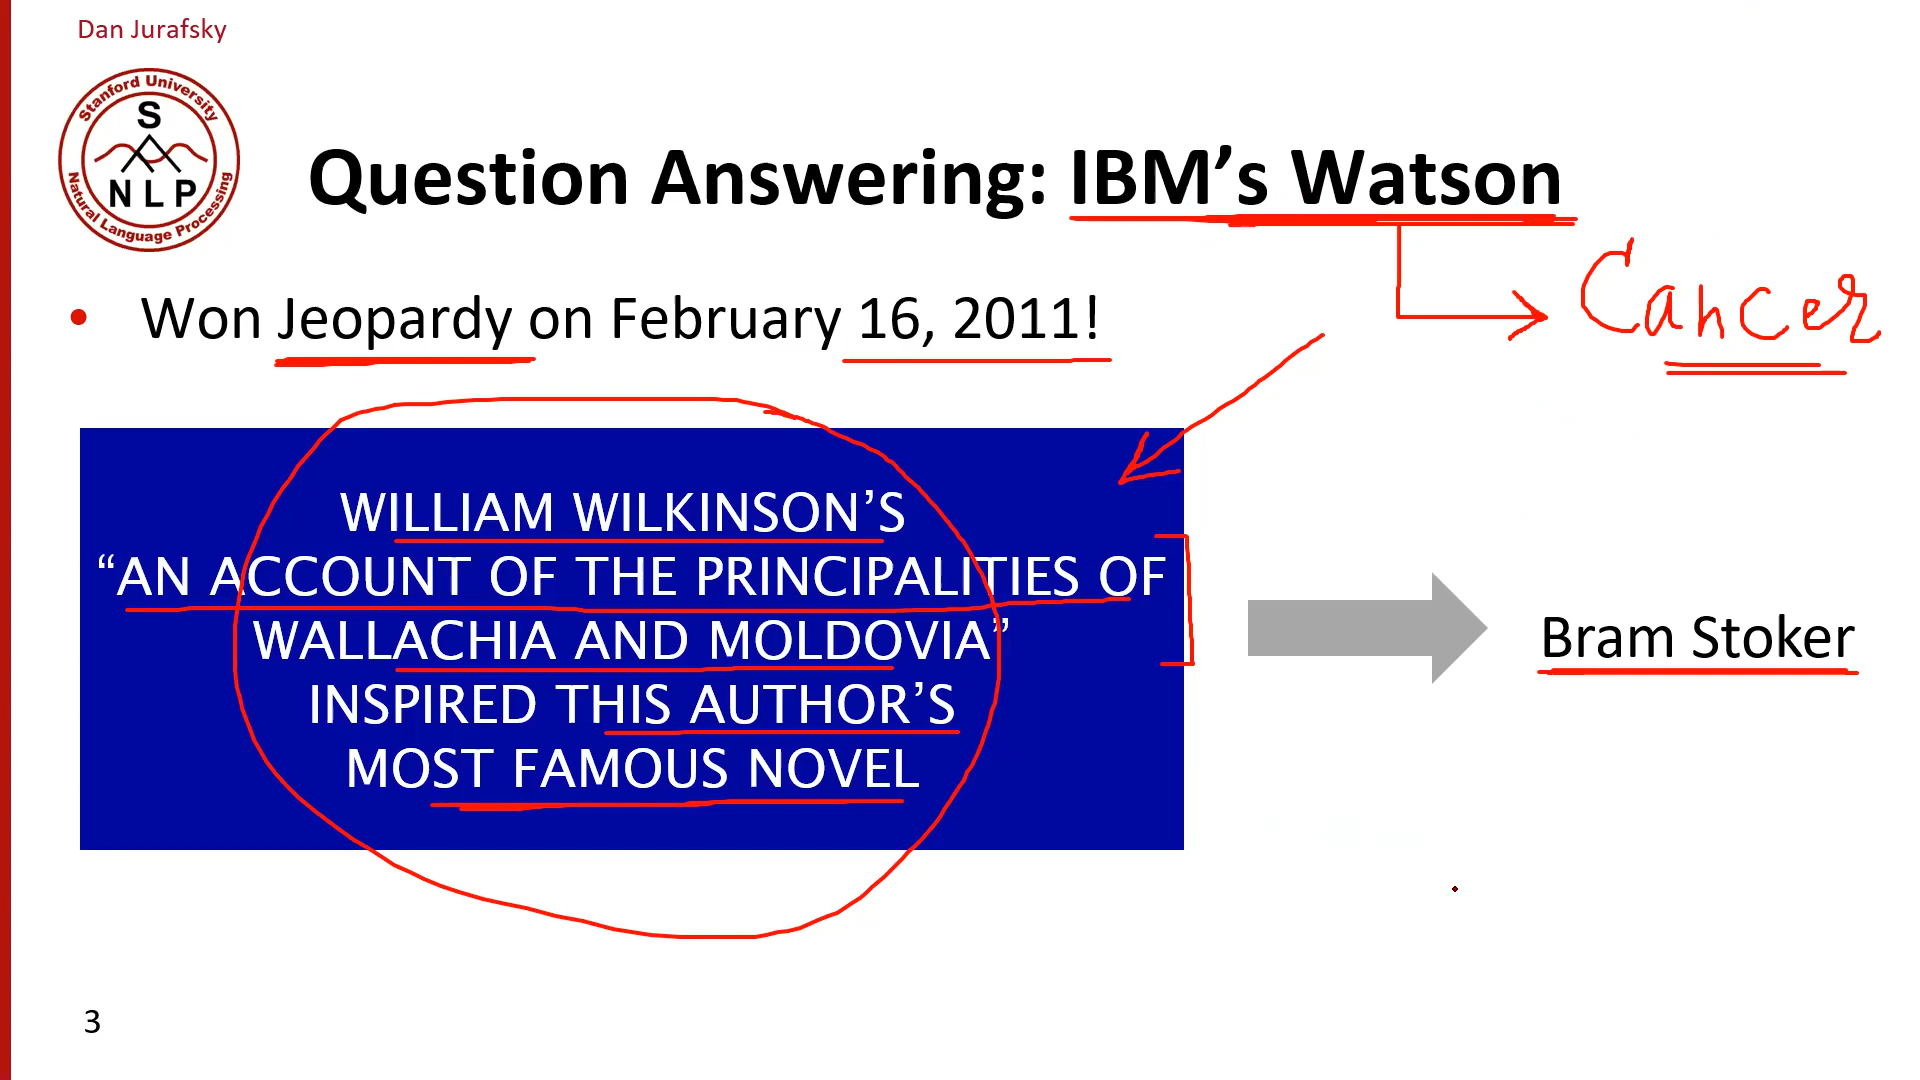 Dan Jurafsky
Stanford University
S
NLP
Natural Language Processing
Question Answering: IBM’s Watson
Cancer
• Won Jeopardy on February 16, 2011!
WILLIAM WILKINSON’S
“AN ACCOUNT OF THE PRINCIPALITIES OF
WALLACHIA AND MOLDOVIA”
INSPIRED THIS AUTHOR’S
MOST FAMOUS NOVEL
Bram Stoker
3